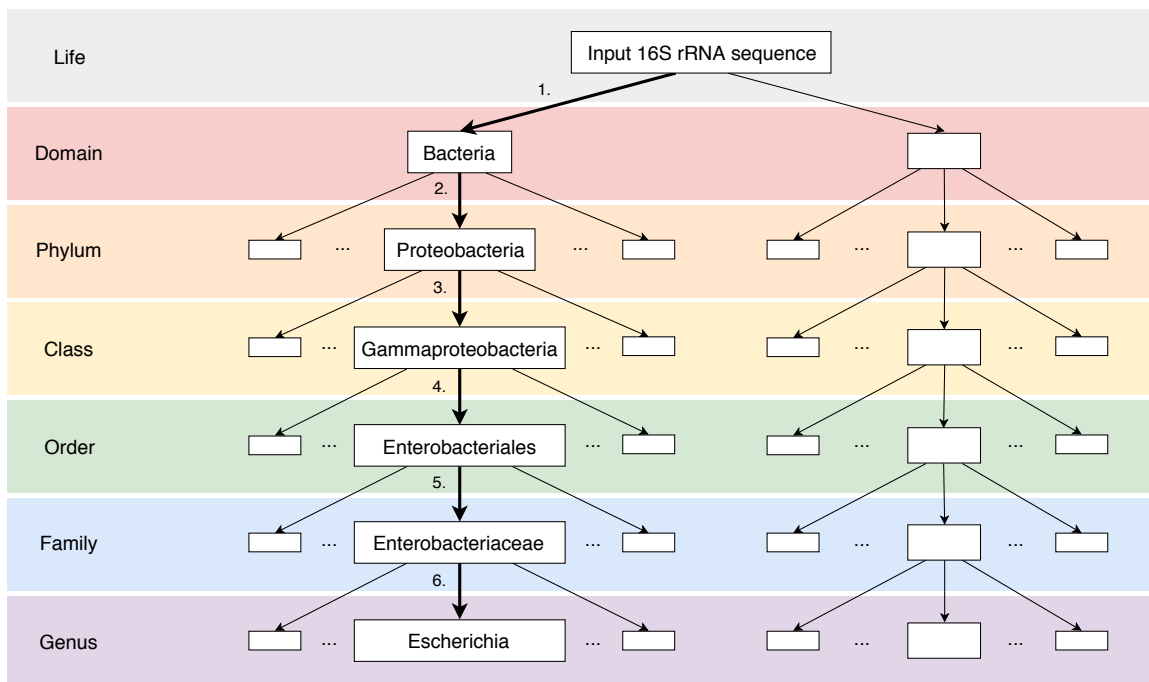 Life
Input 16S rRNA sequence
1.
Domain
Bacteria
2.
Phylum
...
Proteobacteria
...
...
...
3.
Class
...
Gammaproteobacteria
...
...
...
4.
Order
...
Enterobacteriales
...
...
...
5.
Family
...
Enterobacteriaceae
...
...
...
6.
Genus
...
Escherichia
...
...
...